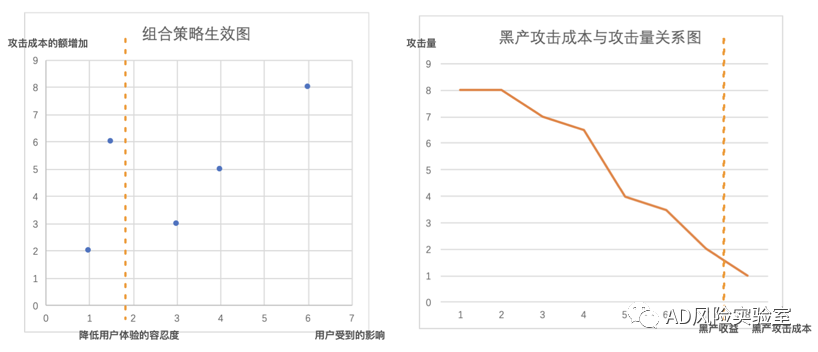 组合策略生效图
攻击成本的额增加
9
8
7
6
5
4
3
2
1
0
0 1 2 3 4 5 6 7
降低用户体验的容忍度
用户受到的影响
黑产攻击成本与攻击量关系图
攻击量
9
8
7
6
5
4
3
2
1
0
1 2 3 4 5 6
黑产收益
黑产攻击成本
AD风险实验室